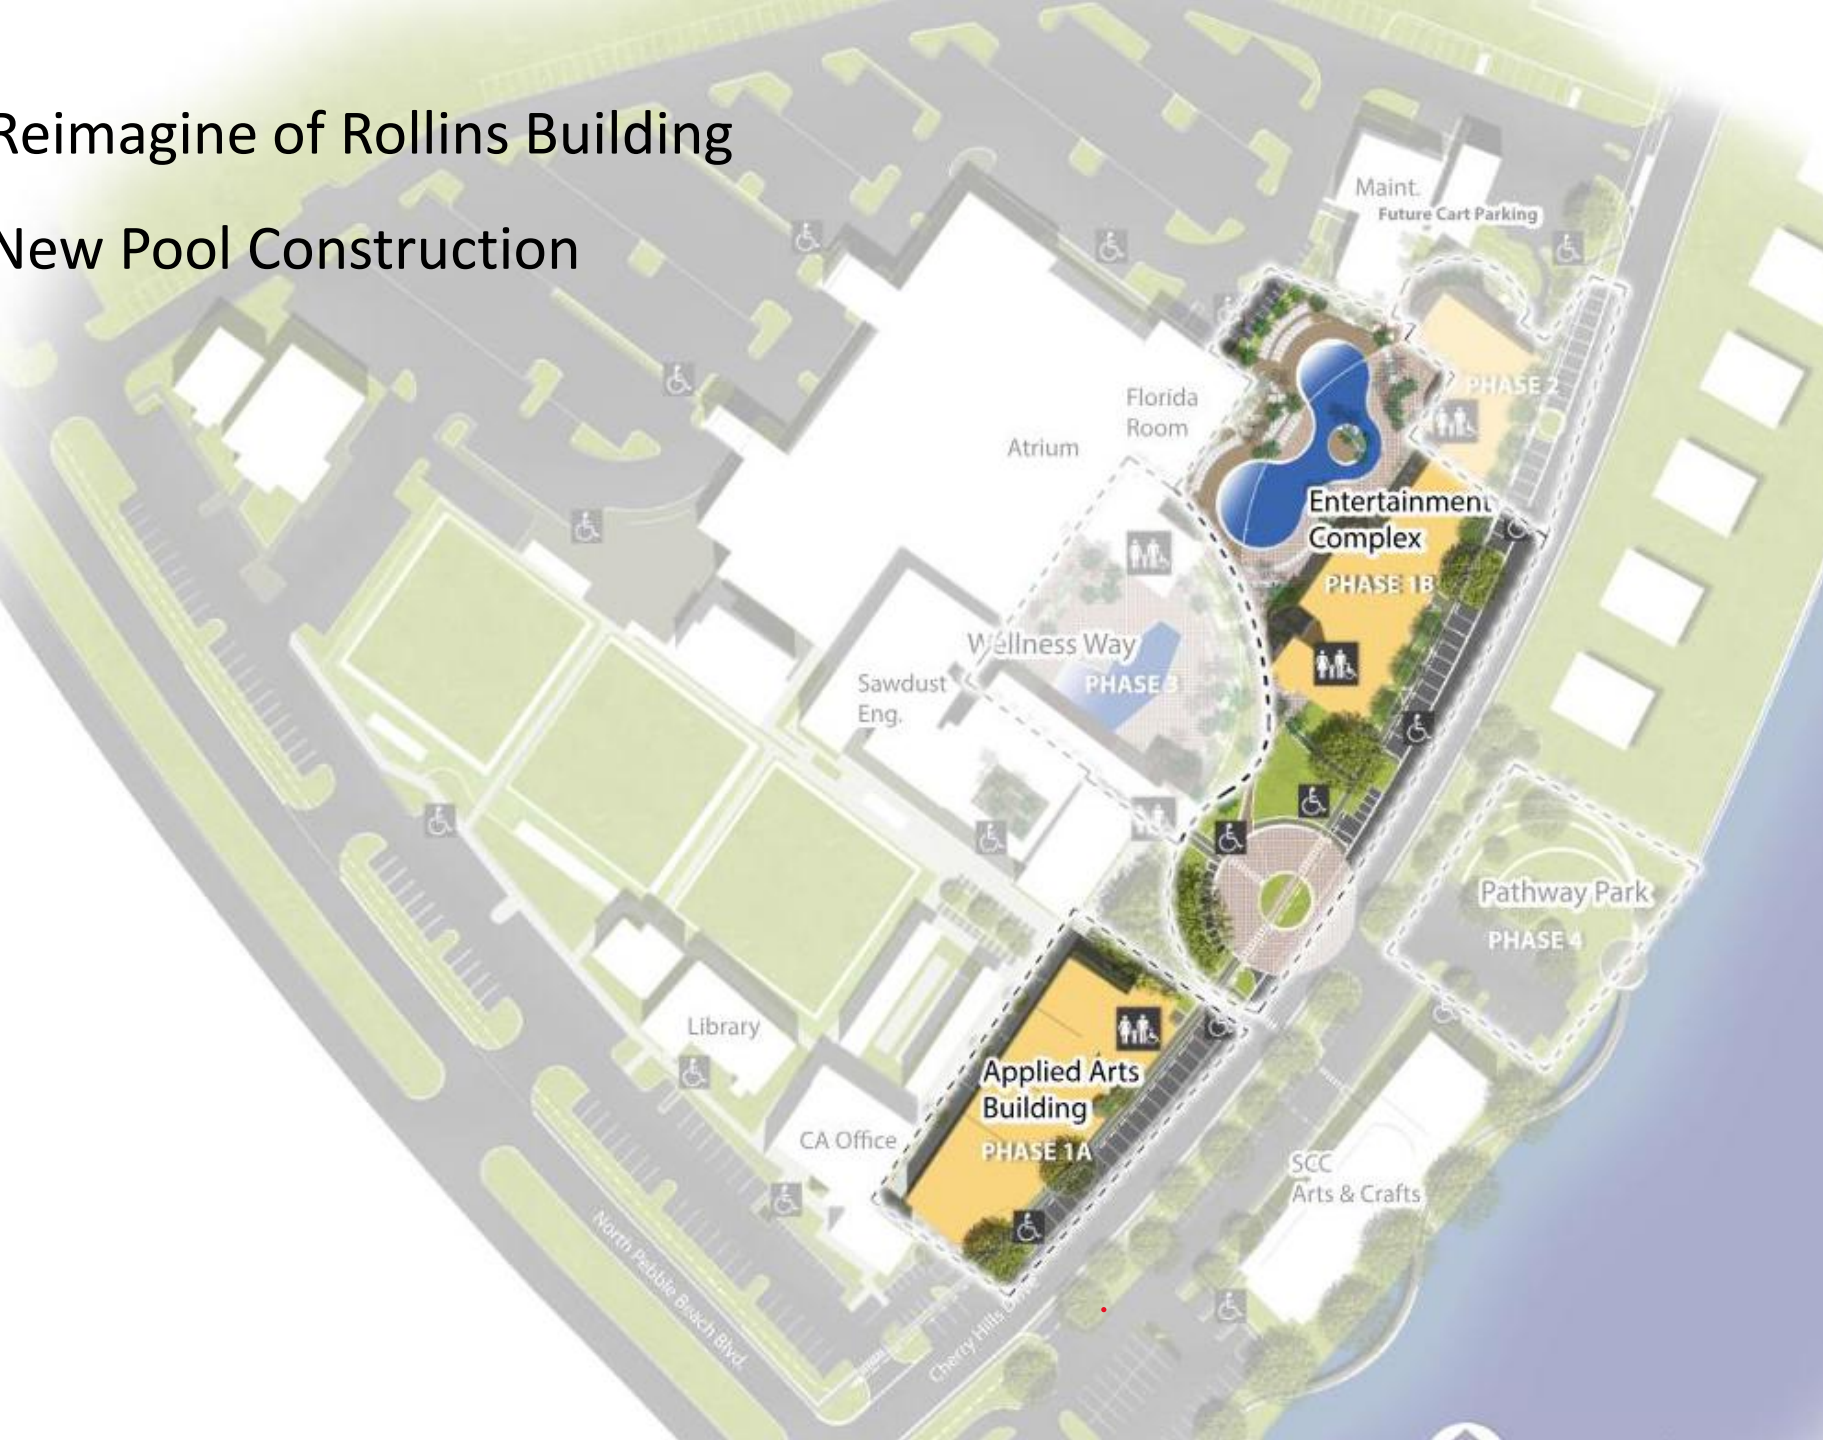 Reimagine of Rollins Building
New Pool Construction
Maint.
Future Cart Parking
Florida
Room
Atrium
PHASE 2
Entertainment
Complex
PHASE 1B
Wellness Way
PHASE 3
Sawdust
Eng.
Pathway Park
PHASE 4
Library
Applied Arts
Building
PHASE 1A
CA Office
SCC
Arts & Crafts
North Pebble Beach Blvd.
Cherry Hills Drive